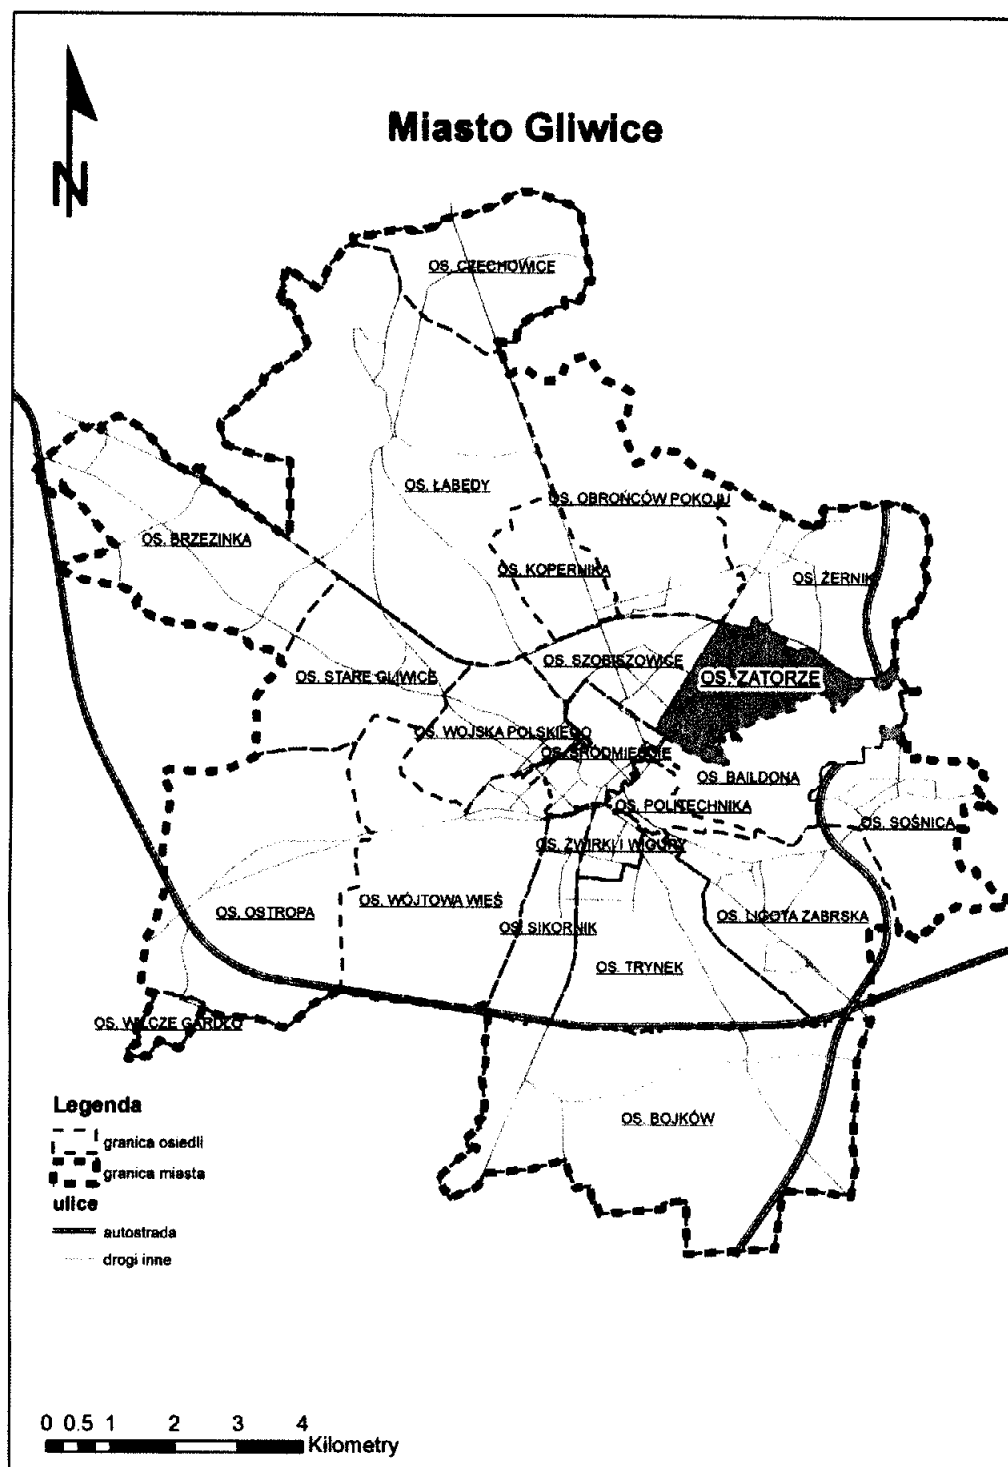 Miasto Gliwice
N
OS. CZECHOWICE
OS. ŁABĘDY
OS. OBROŃCÓW POKOJU
OS. BRZEZINKA
OS. KOPERNIKA
OS. ŻERNIKI
OS. SZOBISZOWICE
OS. STARE GLIWICE
OS. ZATORZE
OS. WOJSKA POLSKIEGO
OS. ŚRÓDMIEŚCIE
OS. BAILDONA
OS. POLITECHNIKA
OS. SOŚNICA
OS. ŻWIRKI I WIGURY
OS. WÓJTOWA WIEŚ
OS. OSTROPA
OS. LIGOTA ZABRSKA
OS. SIKORNIK
OS. TRYNEK
OS. WILCZE GARDŁO
OS. BOJKÓW
Legenda
granica osiedli
granica miasta
ulice
autostrada
drogi inne
0 0.5 1 2 3 4
Kilometry